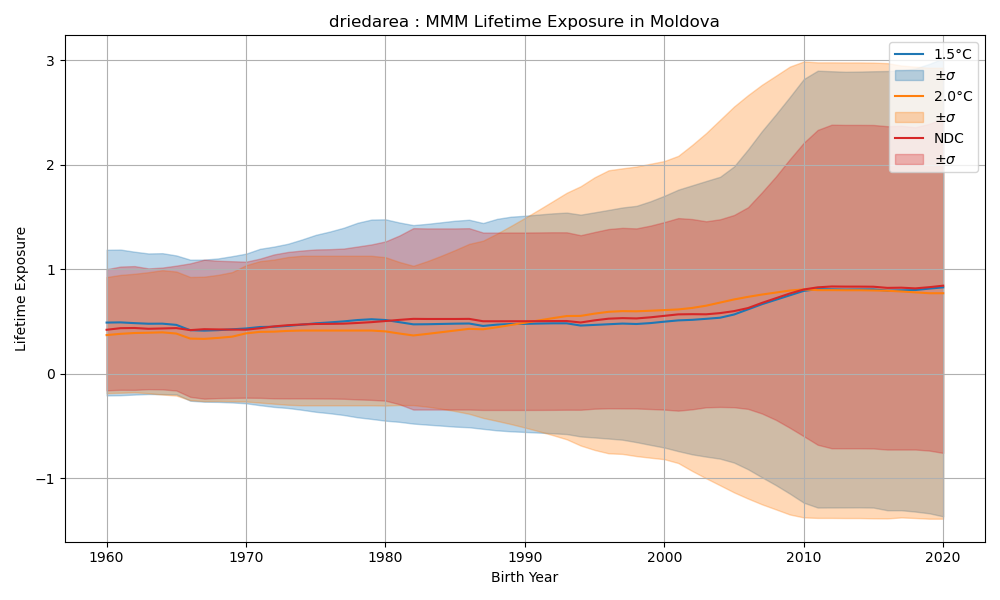 driedarea : MMM Lifetime Exposure in Moldova
Lifetime Exposure
3
2
1
0
−1
1960 1970 1980 1990 2000 2010 2020
Birth Year
1.5°C
±σ
2.0°C
±σ
NDC
±σ